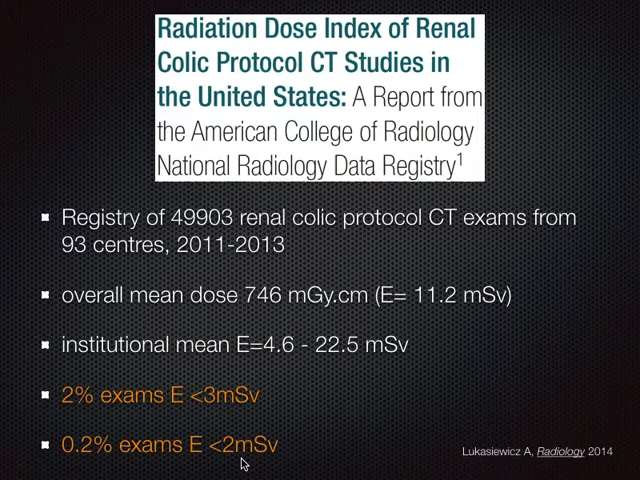 Radiation Dose Index of Renal
Colic Protocol CT Studies in
the United States: A Report from
the American College of Radiology
National Radiology Data Registry¹
Registry of 49903 renal colic protocol CT exams from
93 centres, 2011-2013
overall mean dose 746 mGy.cm (E= 11.2 mSv)
institutional mean E=4.6 - 22.5 mSv
2% exams E <3mSv
0.2% exams E <2mSv
Lukasiewicz A, Radiology 2014